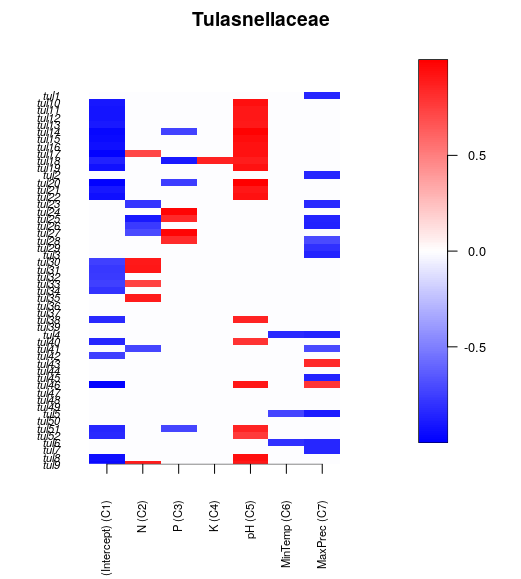 Tulasnellaceae
tul1
tul10
tul11
tul12
tul13
tul14
tul15
tul16
tul17
tul18
tul19
tul2
tul20
tul21
tul22
tul23
tul24
tul25
tul26
tul27
tul28
tul29
tul3
tul30
tul31
tul32
tul33
tul34
tul35
tul36
tul37
tul38
tul39
tul4
tul40
tul41
tul42
tul43
tul44
tul45
tul46
tul47
tul48
tul49
tul5
tul50
tul51
tul52
tul6
tul7
tul8
tul9
(Intercept) (C1)
N (C2)
P (C3)
K (C4)
pH (C5)
MinTemp (C6)
MaxPrec (C7)
0.5
0.0
-0.5